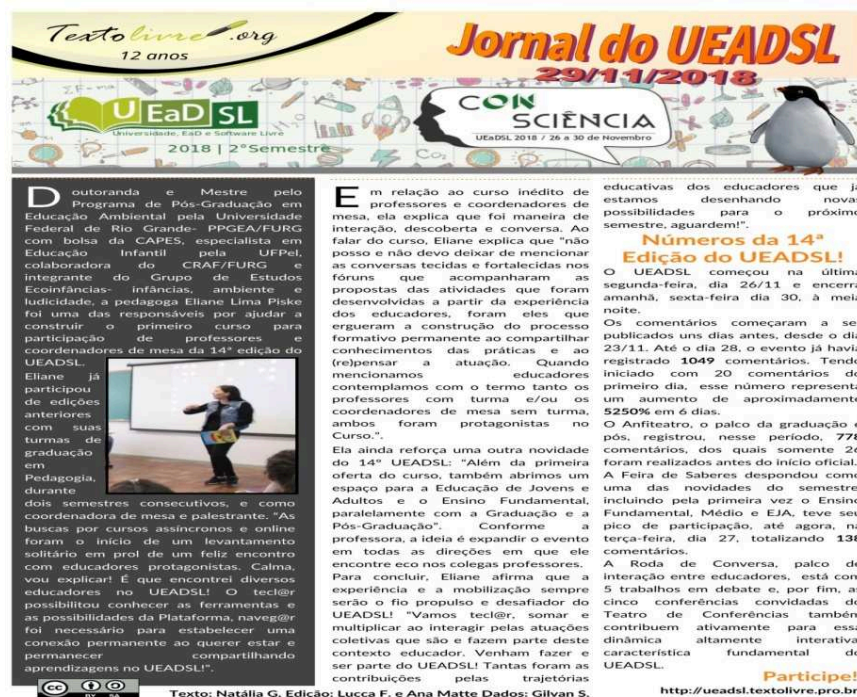 Textolivre.org
12 anos
Jornal do UEADSL
29/11/2018
UEaDSL
Universidade, EaD e Software Livre
2018 | 2°Semestre
CON
SCIÊNCIA
UEaDSL 2018 / 26 a 30 de Novembro
Doutoranda e Mestre pelo
Programa de Pós-Graduação em
Educação Ambiental pela Universidade
Federal de Rio Grande- PPGEA/FURG
com bolsa da CAPES, especialista em
Educação Infantil pela UFPel,
colaboradora do CRAF/FURG e
integrante do Grupo de Estudos
Ecoinfâncias- infâncias, ambiente e
ludicidade, a pedagoga Eliane Lima Piske
foi uma das responsáveis por ajudar a
construir o primeiro curso para
participação de professores e
coordenadores de mesa da 14ª edição do
UEADSL.
Eliane já
participou
de edições
anteriores
com suas
turmas de
graduação
em
Pedagogia,
durante
dois semestres consecutivos, e como
coordenadora de mesa e palestrante. "As
buscas por cursos assíncronos e online
foram o início de um levantamento
solitário em prol de um feliz encontro
com educadores protagonistas. Calma,
vou explicar! É que encontrei diversos
educadores no UEADSL! O tecl@r
possibilitou conhecer as ferramentas e
as possibilidades da Plataforma, naveg@r
foi necessário para estabelecer uma
conexão permanente ao querer estar e
permanecer compartilhando
aprendizagens no UEADSL!".
Em relação ao curso inédito de
professores e coordenadores de
mesa, ela explica que foi maneira de
interação, descoberta e conversa. Ao
falar do curso, Eliane explica que "não
posso e não devo deixar de mencionar
as conversas tecidas e fortalecidas nos
fóruns que acompanharam as
propostas das atividades que foram
desenvolvidas a partir da experiência
dos educadores, foram eles que
ergueram a construção do processo
formativo permanente ao compartilhar
conhecimentos das práticas e ao
(re)pensar a atuação. Quando
mencionamos educadores
contemplamos com o termo tanto os
professores com turma e/ou os
coordenadores de mesa sem turma,
ambos foram protagonistas no
Curso.".
Ela ainda reforça uma outra novidade
do 14° UEADSL: "Além da primeira
oferta do curso, também abrimos um
espaço para a Educação de Jovens e
Adultos e o Ensino Fundamental,
paralelamente com a Graduação e a
Pós-Graduação". Conforme a
professora, a ideia é expandir o evento
em todas as direções em que ele
encontre eco nos colegas professores.
Para concluir, Eliane afirma que a
experiência e a mobilização sempre
serão o fio propulso e desafiador do
UEADSL! "Vamos tecl@r, somar e
multiplicar ao interagir pelas atuações
coletivas que são e fazem parte deste
contexto educador. Venham fazer e
ser parte do UEADSL! Tantas foram as
contribuições pelas trajetórias
educativas dos educadores que já
estamos desenhando novas
possibilidades para o próximo
semestre, aguardem!".
Números da 14ª
Edição do UEADSL!
O UEADSL começou na última
segunda-feira, dia 26/11 e encerra
amanhã, sexta-feira dia 30, à meia
noite.
Os comentários começaram a ser
publicados uns dias antes, desde o dia
23/11. Até o dia 28, o evento já havia
registrado 1049 comentários. Tendo
iniciado com 20 comentários do
primeiro dia, esse número representa
um aumento de aproximadamente
5250% em 6 dias.
O Anfiteatro, o palco da graduação e
pós, registrou, nesse período, 778
comentários, dos quais somente 26
foram realizados antes do início oficial.
A Feira de Saberes despondou como
uma das novidades do semestre
incluindo pela primeira vez o Ensino
Fundamental, Médio e EJA, teve seu
pico de participação, até agora, na
terça-feira, dia 27, totalizando 138
comentários.
A Roda de Conversa, palco de
interação entre educadores, está com
5 trabalhos em debate e, por fim, as
cinco conferências convidadas do
Teatro de Conferências também
contribuem ativamente para essa
dinâmica altamente interativa,
característica fundamental do
UEADSL.
Participe!
http://ueadsl.textolivre.pro.br
cc BY SA
Texto: Natália G. Edição: Lucca F. e Ana Matte Dados: Gilvan S.